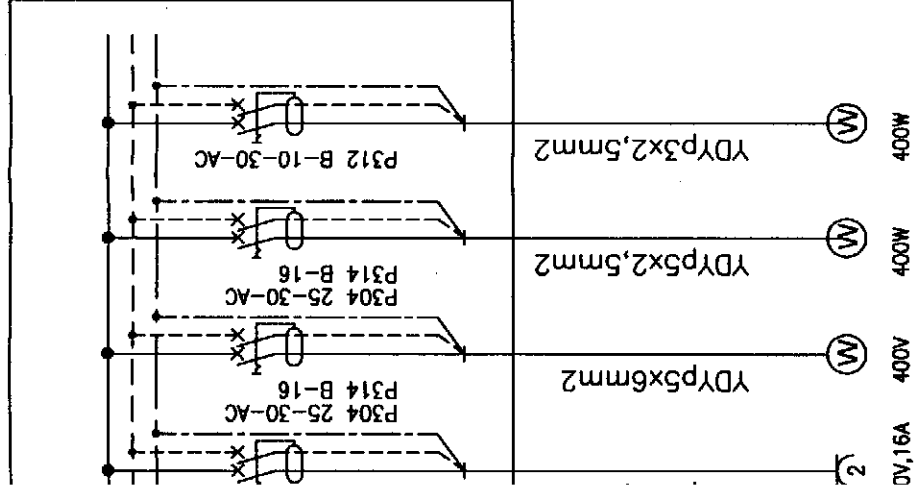 P312 B-10-30-AC
YDYp3x2,5mm2
W
400W
P304 25-30-AC
P314 B-16
YDYp5x2,5mm2
W
400W
P304 25-30-AC
P314 B-16
YDYp5x6mm2
W
400V
2
0V,16A